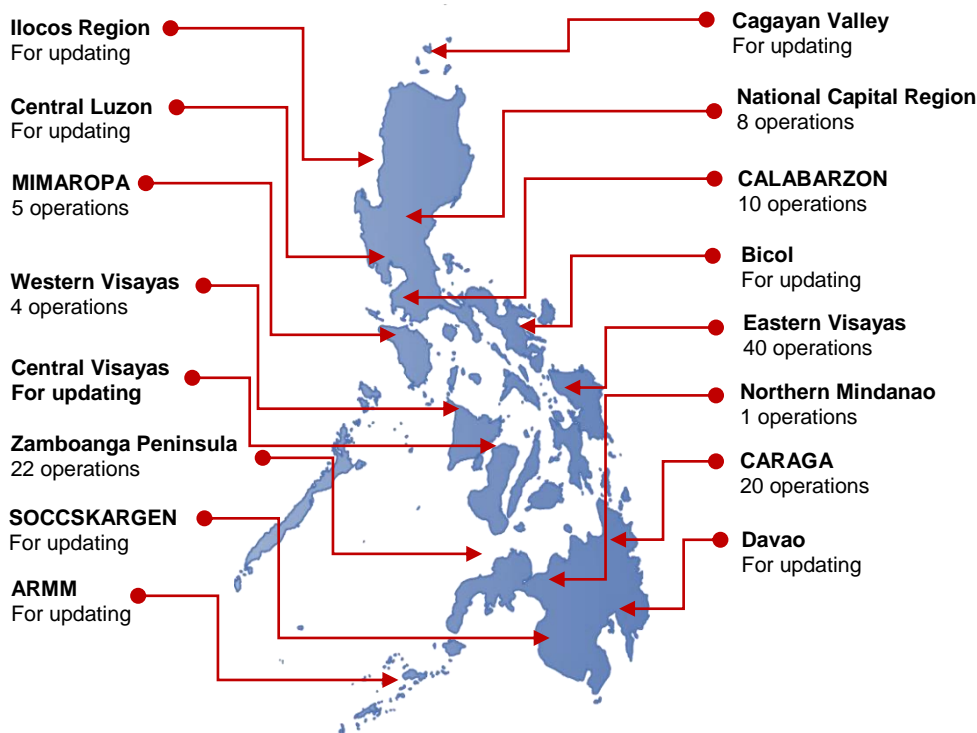 Ilocos Region
For updating
Central Luzon
For updating
MIMAROPA
5 operations
Western Visayas
4 operations
Central Visayas
For updating
Zamboanga Peninsula
22 operations
SOCCSKARGEN
For updating
ARMM
For updating
Cagayan Valley
For updating
National Capital Region
8 operations
CALABARZON
10 operations
Bicol
For updating
Eastern Visayas
40 operations
Northern Mindanao
1 operations
CARAGA
20 operations
Davao
For updating